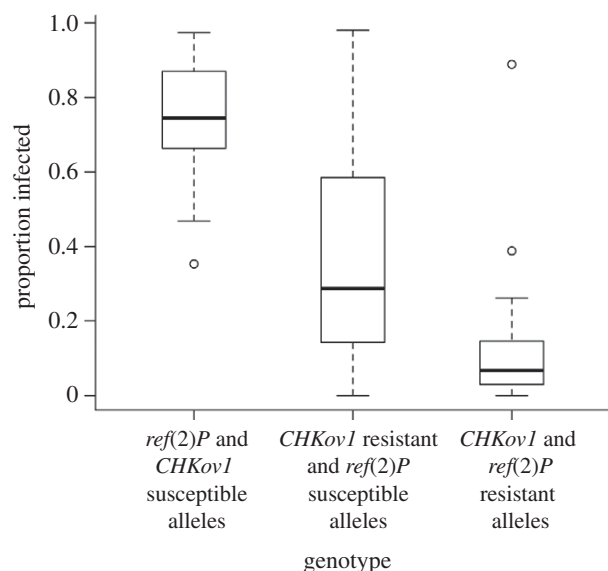 1.0
0.8
0.6
0.4
0.2
0
proportion infected
ref(2)P and
CHKov1
susceptible
alleles
CHKov1 resistant
and ref(2)P
susceptible
alleles
CHKov1 and
ref(2)P
resistant
alleles
genotype